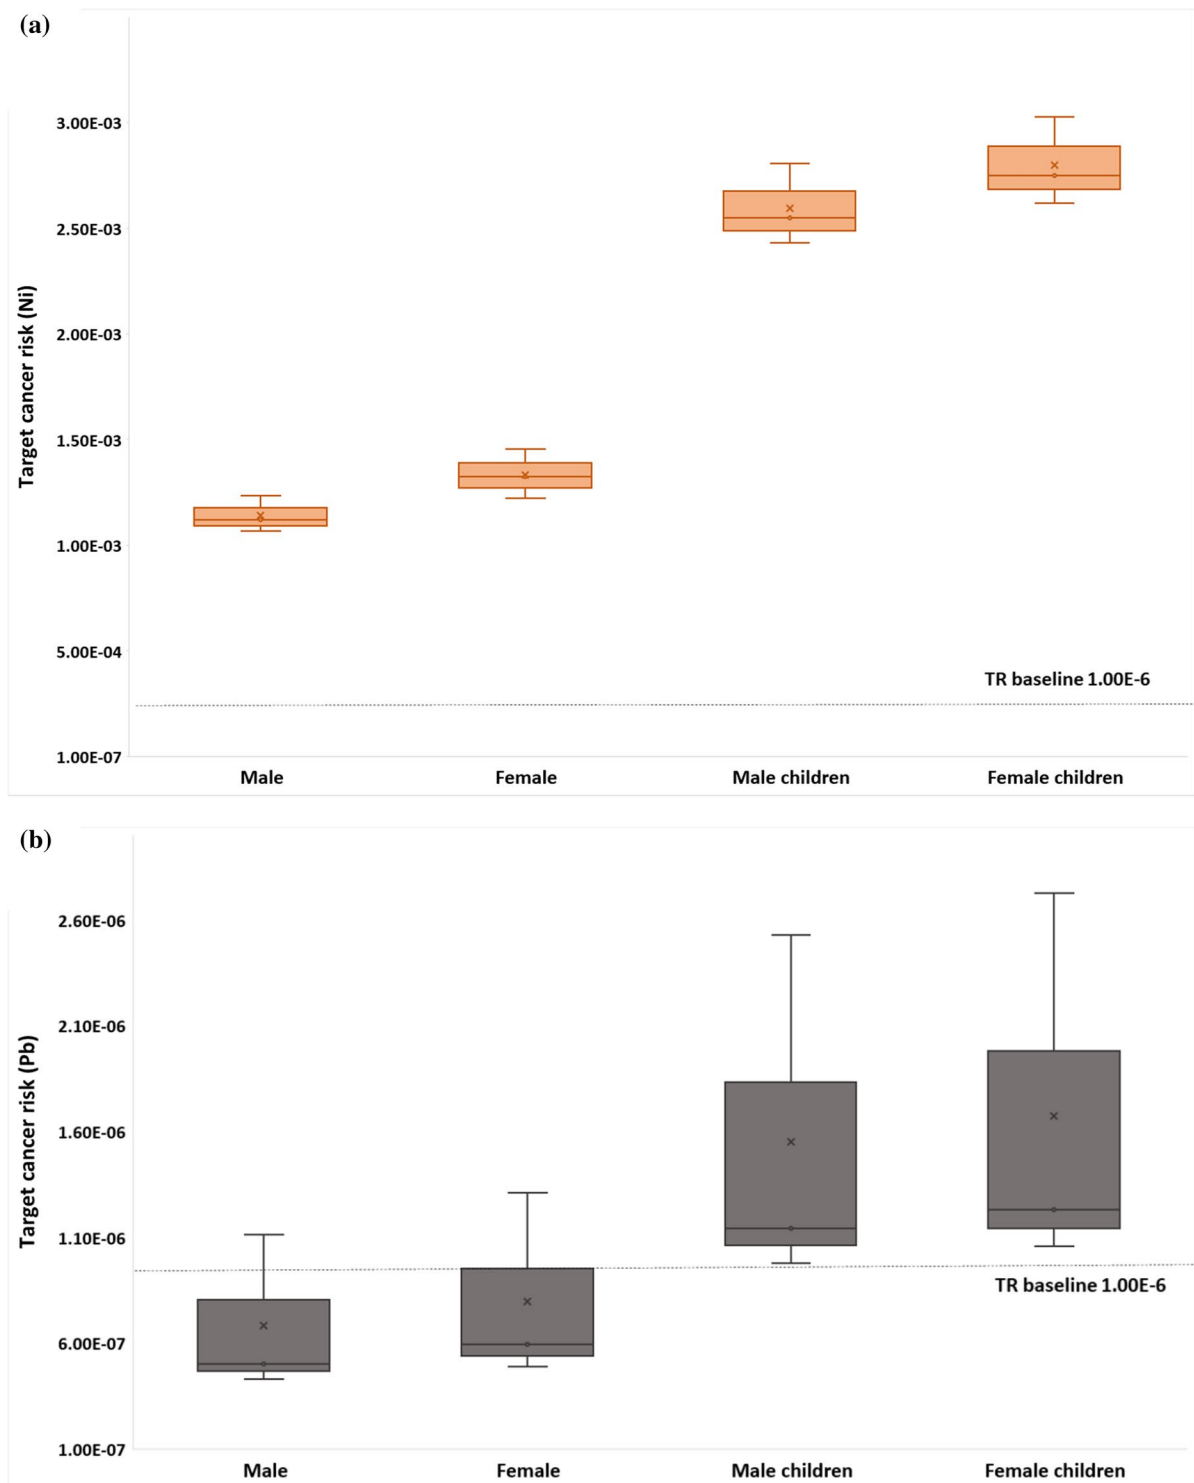 (a)
3.00E-03
2.50E-03
2.00E-03
1.50E-03
1.00E-03
5.00E-04
1.00E-07
Target cancer risk (Ni)
TR baseline 1.00E-6
Male Female Male children Female children
(b)
2.60E-06
2.10E-06
1.60E-06
1.10E-06
6.00E-07
1.00E-07
Target cancer risk (Pb)
TR baseline 1.00E-6
Male Female Male children Female children